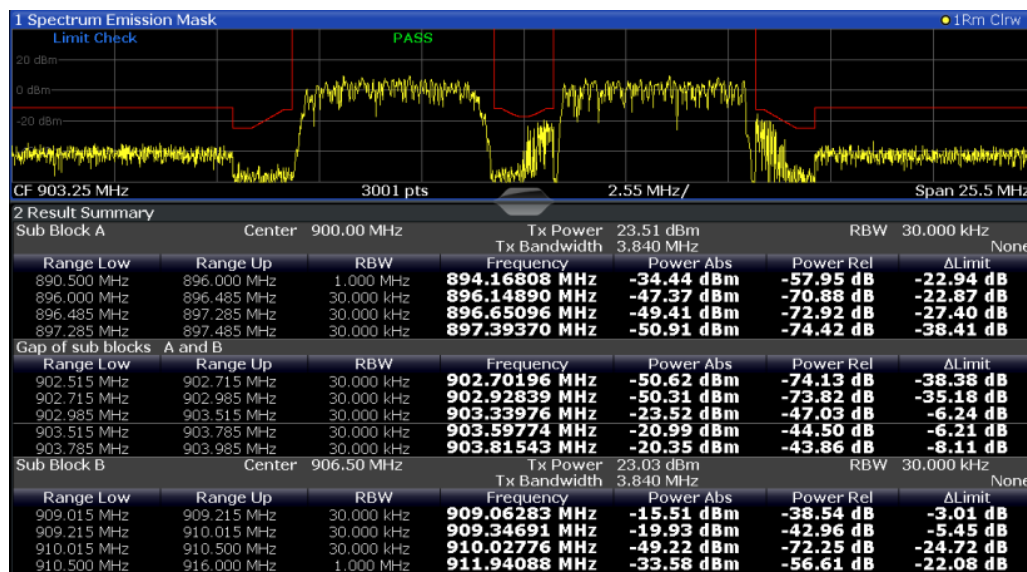 1 Spectrum Emission Mask 1Rm Clrw
Limit Check PASS
20 dBm
0 dBm
-20 dBm
CF 903.25 MHz 3001 pts 2.55 MHz/ Span 25.5 MHz
2 Result Summary
Sub Block A Center 900.00 MHz Tx Power 23.51 dBm RBW 30.000 kHz
Tx Bandwidth 3.840 MHz None
Range Low Range Up RBW Frequency Power Abs Power Rel ΔLimit
890.500 MHz 896.000 MHz 1.000 MHz 894.16808 MHz -34.44 dBm -57.95 dB -22.94 dB
896.000 MHz 896.485 MHz 30.000 kHz 896.14890 MHz -47.37 dBm -70.88 dB -22.87 dB
896.485 MHz 897.285 MHz 30.000 kHz 896.65096 MHz -49.41 dBm -72.92 dB -27.40 dB
897.285 MHz 897.485 MHz 30.000 kHz 897.39370 MHz -50.91 dBm -74.42 dB -38.41 dB
Gap of sub blocks A and B
Range Low Range Up RBW Frequency Power Abs Power Rel ΔLimit
902.515 MHz 902.715 MHz 30.000 kHz 902.70196 MHz -50.62 dBm -74.13 dB -38.38 dB
902.715 MHz 902.985 MHz 30.000 kHz 902.92839 MHz -50.31 dBm -73.82 dB -35.18 dB
902.985 MHz 903.515 MHz 30.000 kHz 903.33976 MHz -23.52 dBm -47.03 dB -6.24 dB
903.515 MHz 903.785 MHz 30.000 kHz 903.59774 MHz -20.99 dBm -44.50 dB -6.21 dB
903.785 MHz 903.985 MHz 30.000 kHz 903.81543 MHz -20.35 dBm -43.86 dB -8.11 dB
Sub Block B Center 906.50 MHz Tx Power 23.03 dBm RBW 30.000 kHz
Tx Bandwidth 3.840 MHz None
Range Low Range Up RBW Frequency Power Abs Power Rel ΔLimit
909.015 MHz 909.215 MHz 30.000 kHz 909.06283 MHz -15.51 dBm -38.54 dB -3.01 dB
909.215 MHz 910.015 MHz 30.000 kHz 909.34691 MHz -19.93 dBm -42.96 dB -5.45 dB
910.015 MHz 910.500 MHz 30.000 kHz 910.02776 MHz -49.22 dBm -72.25 dB -24.72 dB
910.500 MHz 916.000 MHz 1.000 MHz 911.94088 MHz -33.58 dBm -56.61 dB -22.08 dB